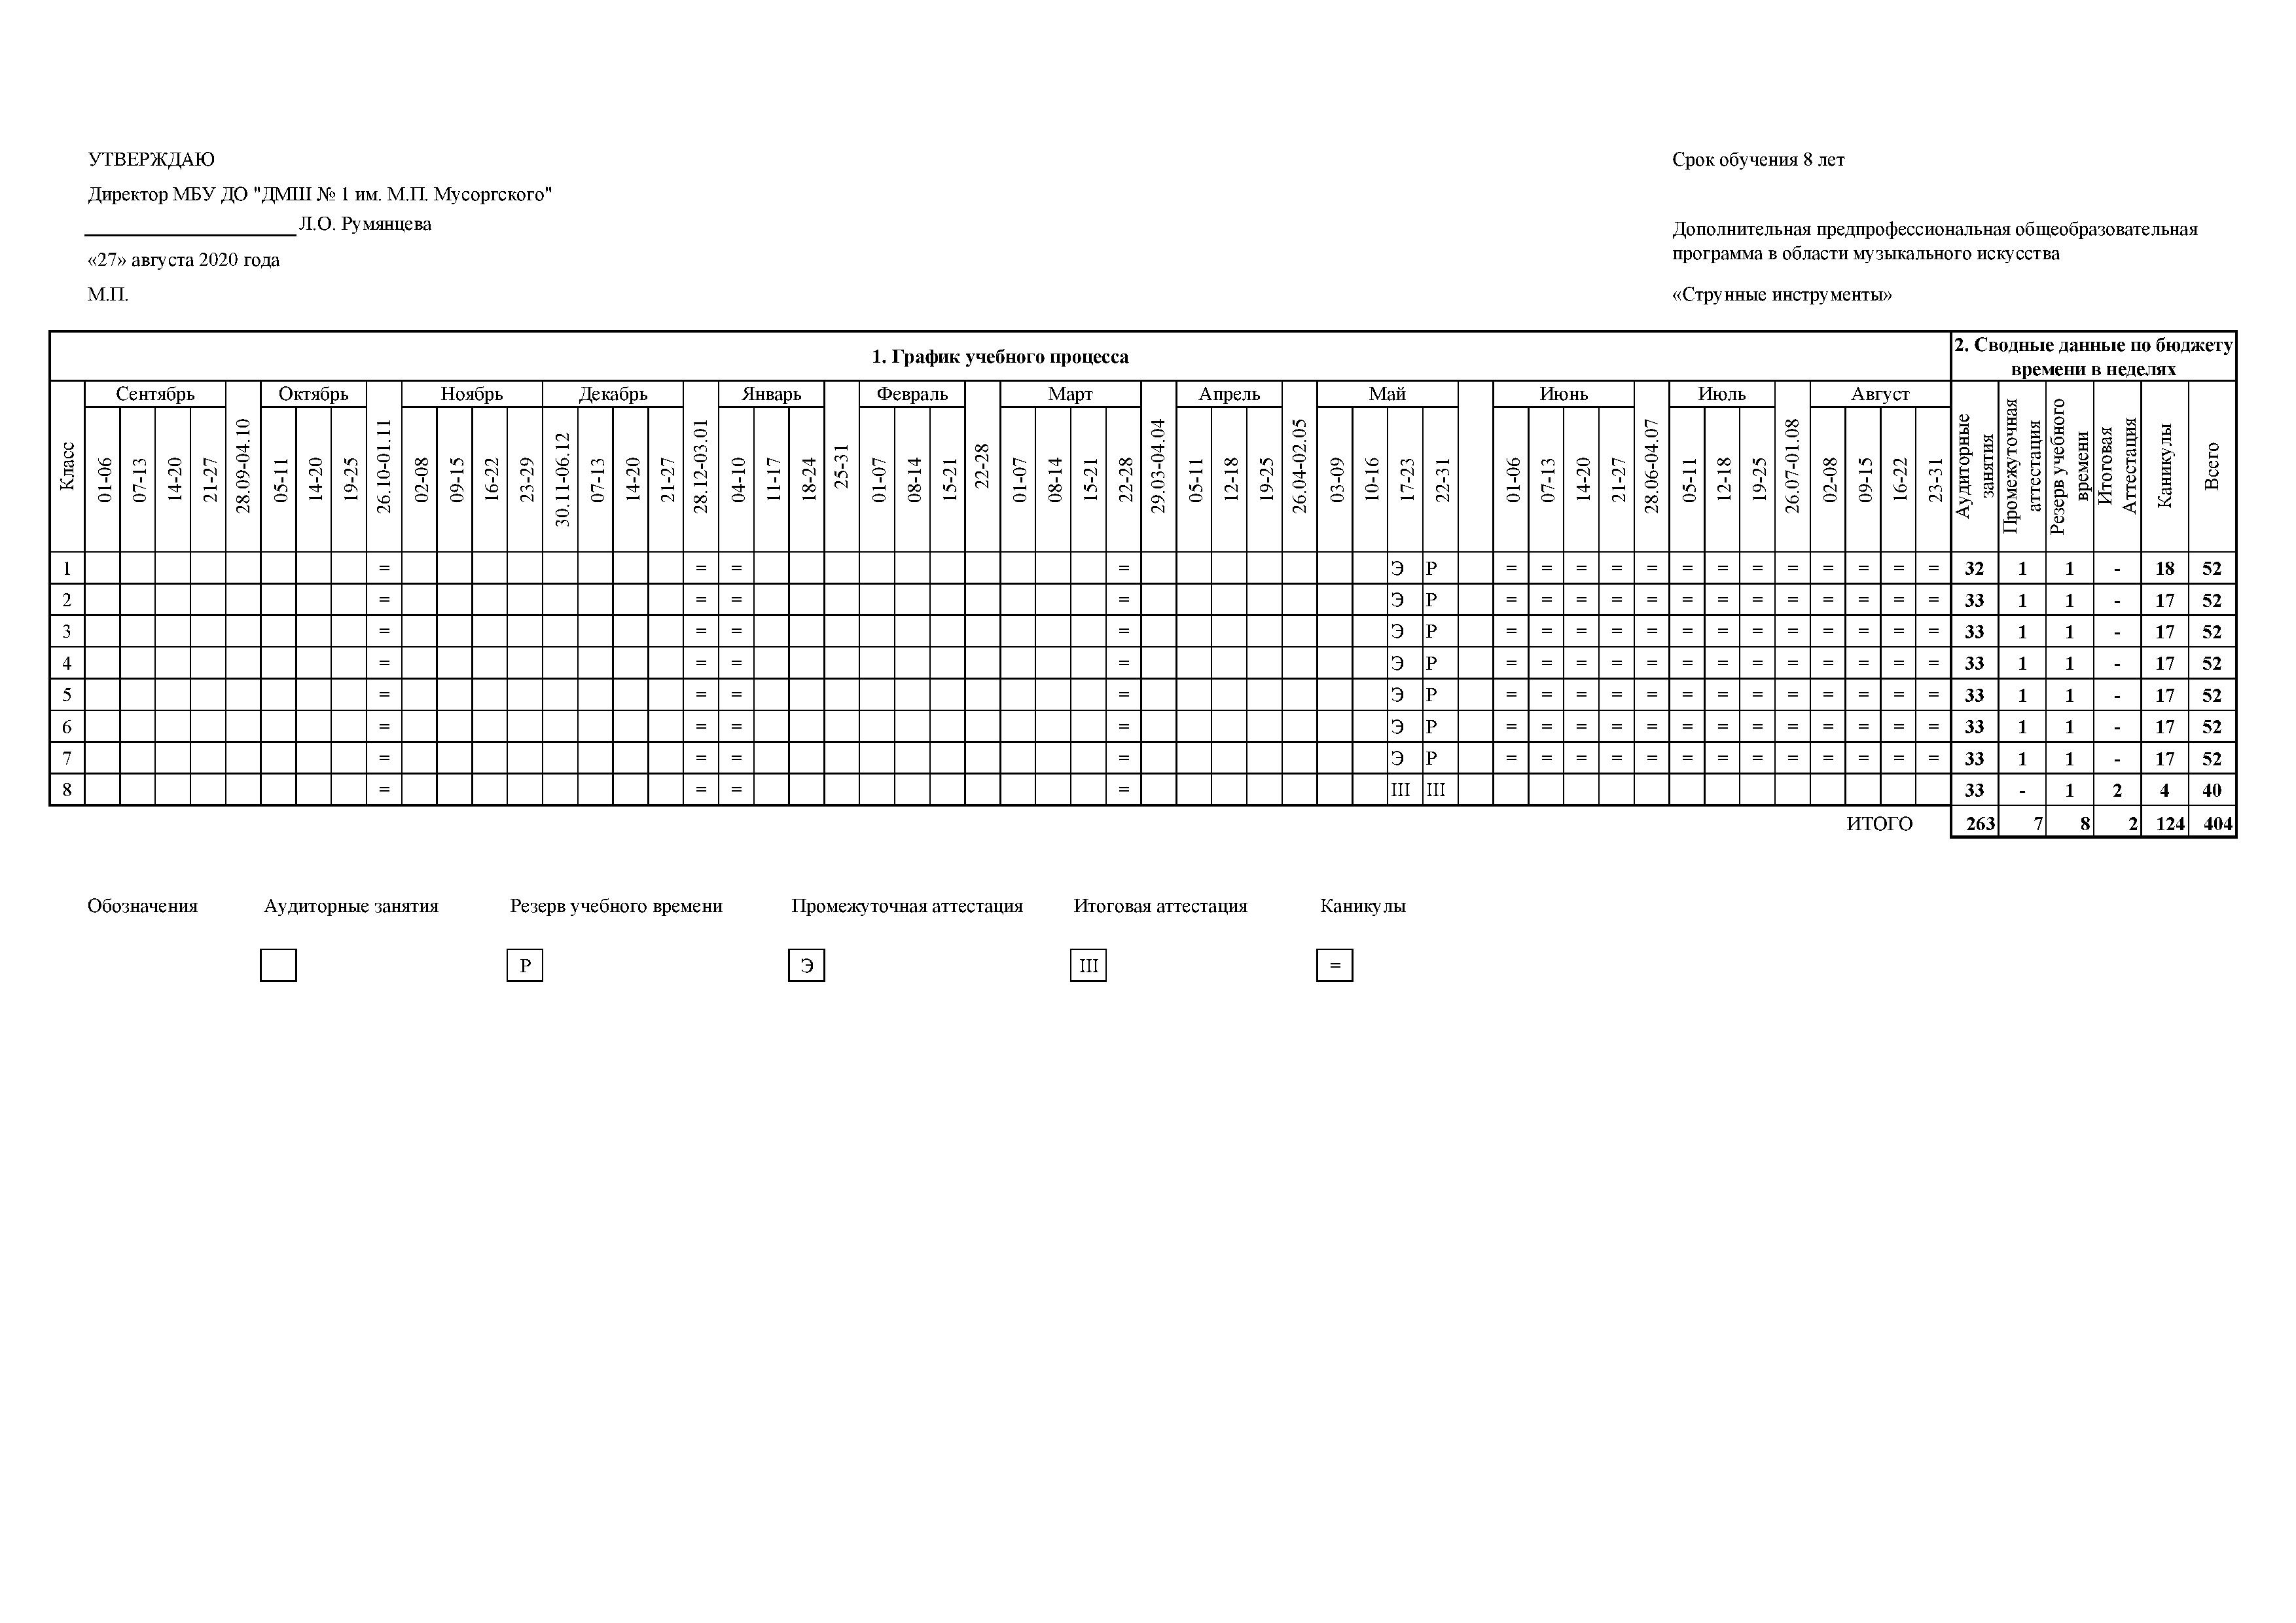 УТВЕРЖДАЮ
Срок обучения 8 лет
Директор МБУ ДО "ДМШ № 1 им. М.П. Мусоргского"
Л.О. Румянцева
Дополнительная предпрофессиональная общеобразовательная
программа в области музыкального искусства
«27» августа 2020 года
М.П.
«Струнные инструменты»
1. График учебного процесса
2. Сводные данные по бюджету
времени в неделях
Класс
Сентябрь
01-06
07-13
14-20
21-27
28.09-04.10
Октябрь
05-11
14-20
19-25
26.10-01.11
Ноябрь
02-08
09-15
16-22
23-29
Декабрь
30.11-06.12
07-13
14-20
21-27
28.12-03.01
Январь
04-10
11-17
18-24
25-31
Февраль
01-07
08-14
15-21
22-28
Март
01-07
08-14
15-21
22-28
29.03-04.04
Апрель
05-11
12-18
19-25
26.04-02.05
Май
03-09
10-16
17-23
22-31
Июнь
01-06
07-13
14-20
21-27
28.06-04.07
Июль
05-11
12-18
19-25
26.07-01.08
Август
02-08
09-15
16-22
23-31
Аудиторные
занятия
Промежуточная
аттестация
Резерв учебного
времени
Итоговая
Аттестация
Каникулы
Всего
1 = = = = Э Р = = = = = = = = = = = = = 32 1 1 - 18 52
2 = = = = Э Р = = = = = = = = = = = = = 33 1 1 - 17 52
3 = = = = Э Р = = = = = = = = = = = = = 33 1 1 - 17 52
4 = = = = Э Р = = = = = = = = = = = = = 33 1 1 - 17 52
5 = = = = Э Р = = = = = = = = = = = = = 33 1 1 - 17 52
6 = = = = Э Р = = = = = = = = = = = = = 33 1 1 - 17 52
7 = = = = Э Р = = = = = = = = = = = = = 33 1 1 - 17 52
8 = = = = III III 33 - 1 2 4 40
ИТОГО 263 7 8 2 124 404
Обозначения Аудиторные занятия Резерв учебного времени Промежуточная аттестация Итоговая аттестация Каникулы
Р Э III =